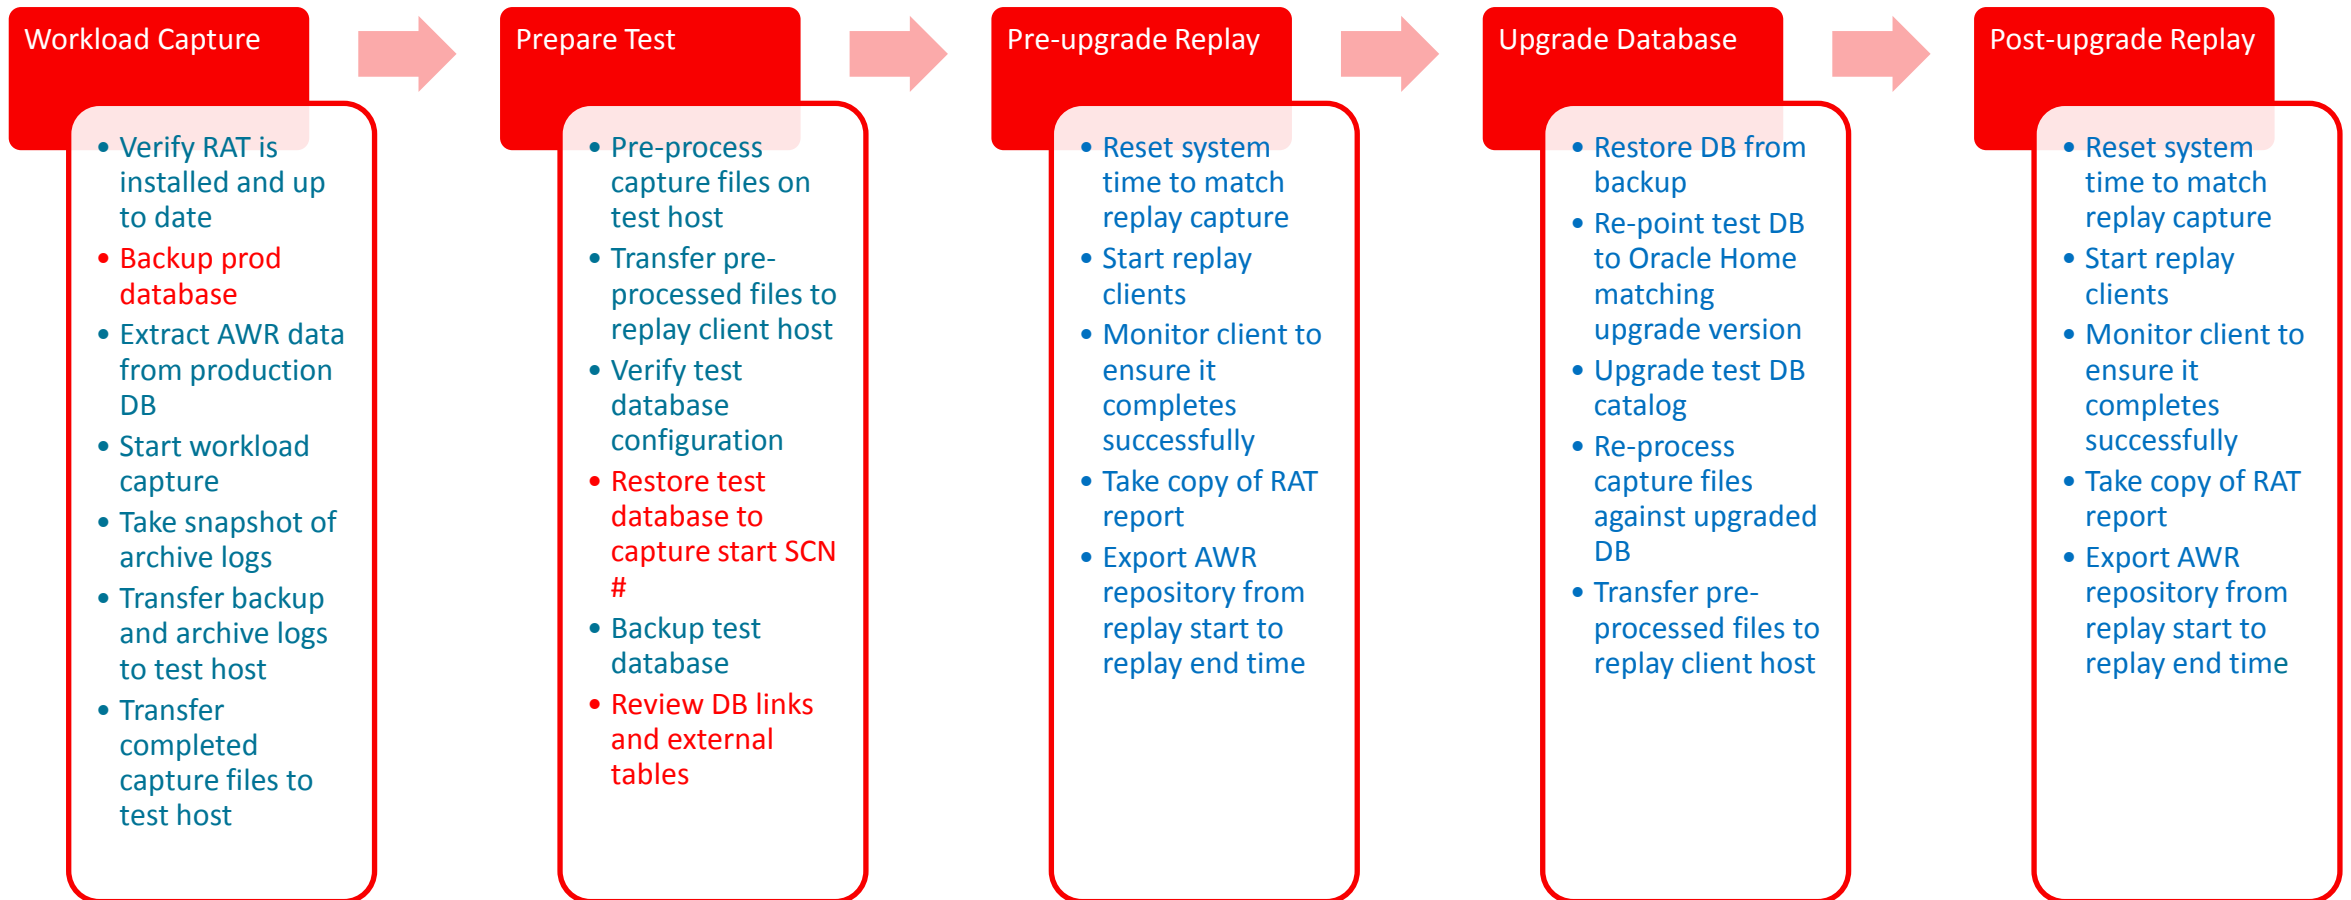 Workload Capture
• Verify RAT is
installed and up
to date
• Backup prod
database
• Extract AWR data
from production
DB
• Start workload
capture
• Take snapshot of
archive logs
• Transfer backup
and archive logs
to test host
• Transfer
completed
capture files to
test host
Prepare Test
• Pre-process
capture files on
test host
• Transfer pre-
processed files to
replay client host
• Verify test
database
configuration
• Restore test
database to
capture start SCN
#
• Backup test
database
• Review DB links
and external
tables
Pre-upgrade Replay
• Reset system
time to match
replay capture
• Start replay
clients
• Monitor client to
ensure it
completes
successfully
• Take copy of RAT
report
• Export AWR
repository from
replay start to
replay end time
Upgrade Database
• Restore DB from
backup
• Re-point test DB
to Oracle Home
matching
upgrade version
• Upgrade test DB
catalog
• Re-process
capture files
against upgraded
DB
• Transfer pre-
processed files to
replay client host
Post-upgrade Replay
• Reset system
time to match
replay capture
• Start replay
clients
• Monitor client to
ensure it
completes
successfully
• Take copy of RAT
report
• Export AWR
repository from
replay start to
replay end time